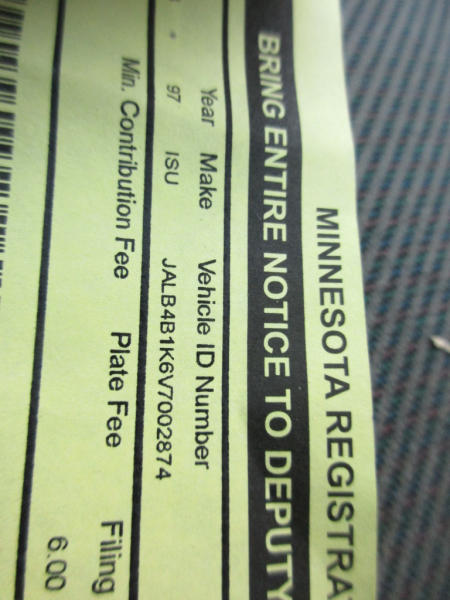 MINNESOTA REGISTRA
BRING ENTIRE NOTICE TO DEPUTY
Year Make Vehicle ID Number
97 ISU JALB4B1K6V7002874
Min. Contribution Fee Plate Fee Filing
6.00